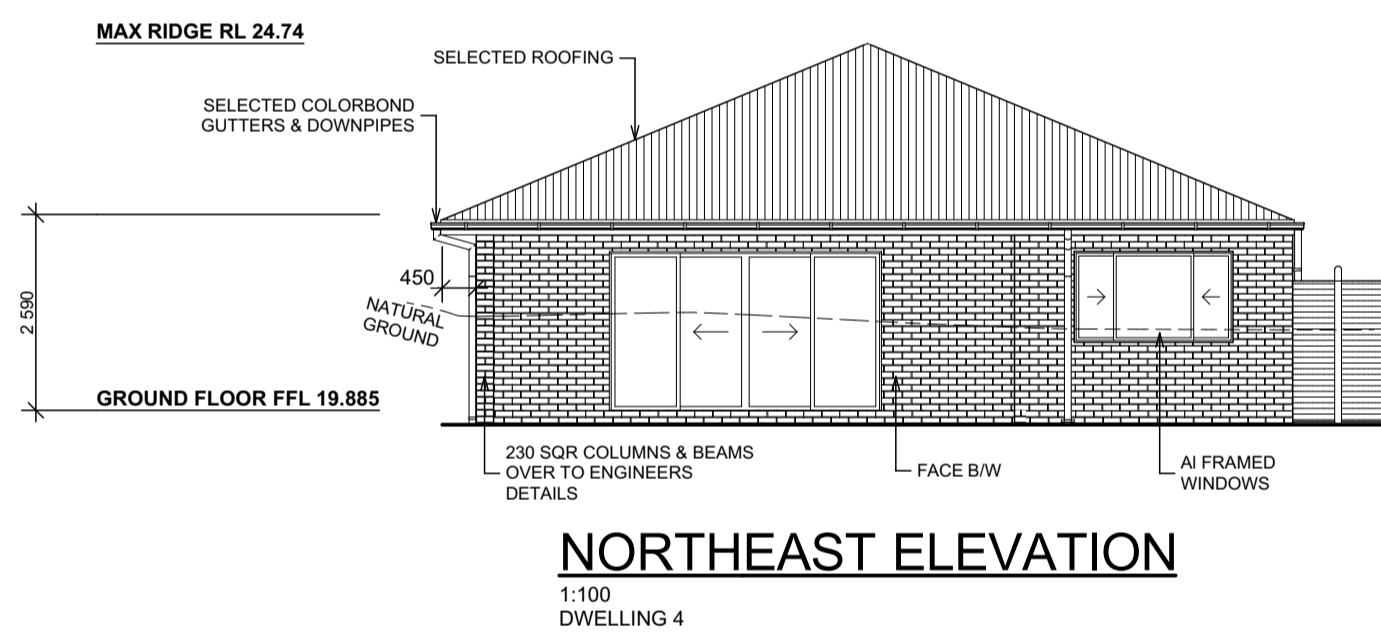 MAX RIDGE RL 24.74
SELECTED ROOFING
SELECTED COLORBOND
GUTTERS & DOWNPIPES
450
NATURAL
GROUND
2 590
GROUND FLOOR FFL 19.885
230 SQR COLUMNS & BEAMS
OVER TO ENGINEERS
DETAILS
FACE B/W
Al FRAMED
WINDOWS
NORTHEAST ELEVATION
1:100
DWELLING 4